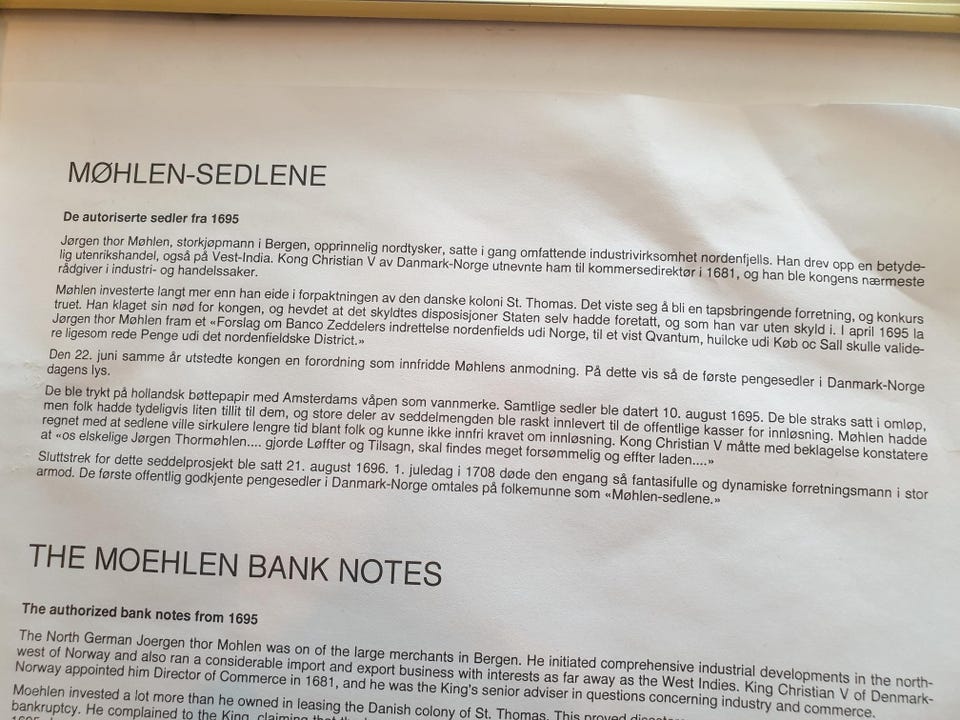 MØHLEN-SEDLENE
De autoriserte sedler fra 1695
Jørgen thor Møhlen, storkjøpmann i Bergen, opprinnelig nordtysker, satte i gang omfattende industrivirksomhet nordenfjells. Han drev opp en betyde-
lig utenrikshandel, også på Vest-India. Kong Christian V av Danmark-Norge utnevnte ham til kommersedirektør i 1681, og han ble kongens nærmeste
rådgiver i industri- og handelssaker.
Møhlen investerte langt mer enn han eide i forpaktningen av den danske koloni St. Thomas. Det viste seg å bli en tapsbringende forretning, og konkurs
truet. Han klaget sin nød for kongen, og hevdet at det skyldtes disposisjoner Staten selv hadde foretatt, og som han var uten skyld i. I april 1695 la
Jørgen thor Møhlen fram et «Forslag om Banco Zeddelers indrettelse nordenfields udi Norge, til et vist Qvantum, huilcke udi Køb oc Sall skulle valide-
re ligesom rede Penge udi det nordenfieldske District.»
Den 22. juni samme år utstedte kongen en forordning som innfridde Møhlens anmodning. På dette vis så de første pengesedler i Danmark-Norge
dagens lys.
De ble trykt på hollandsk bøttepapir med Amsterdams våpen som vannmerke. Samtlige sedler ble datert 10. august 1695. De ble straks satt i omløp,
men folk hadde tydeligvis liten tillit til dem, og store deler av seddelmengden ble raskt innlevert til de offentlige kasser for innløsning. Møhlen hadde
regnet med at sedlene ville sirkulere lengre tid blant folk og kunne ikke innfri kravet om innløsning. Kong Christian V måtte med beklagelse konstatere
at «os elskelige Jørgen Thormøhlen.... gjorde Løffter og Tilsagn, skal findes meget forsømmelig og effter laden....»
Sluttstrek for dette seddelprosjekt ble satt 21. august 1696. 1. juledag i 1708 døde den engang så fantasifulle og dynamiske forretningsmann i stor
armod. De første offentlig godkjente pengesedler i Danmark-Norge omtales på folkemunne som «Møhlen-sedlene.»
THE MOEHLEN BANK NOTES
The authorized bank notes from 1695
The North German Joergen thor Mohlen was on of the large merchants in Bergen. He initiated comprehensive industrial developments in the north-
west of Norway and also ran a considerable import and export business with interests as far away as the West Indies. King Christian V of Denmark-
Norway appointed him Director of Commerce in 1681, and he was the King's senior adviser in questions concerning industry and commerce.
Moehlen invested a lot more than he owned in leasing the Danish colony of St. Thomas. This proved
bankruptcy. He complained to the King, claiming that the